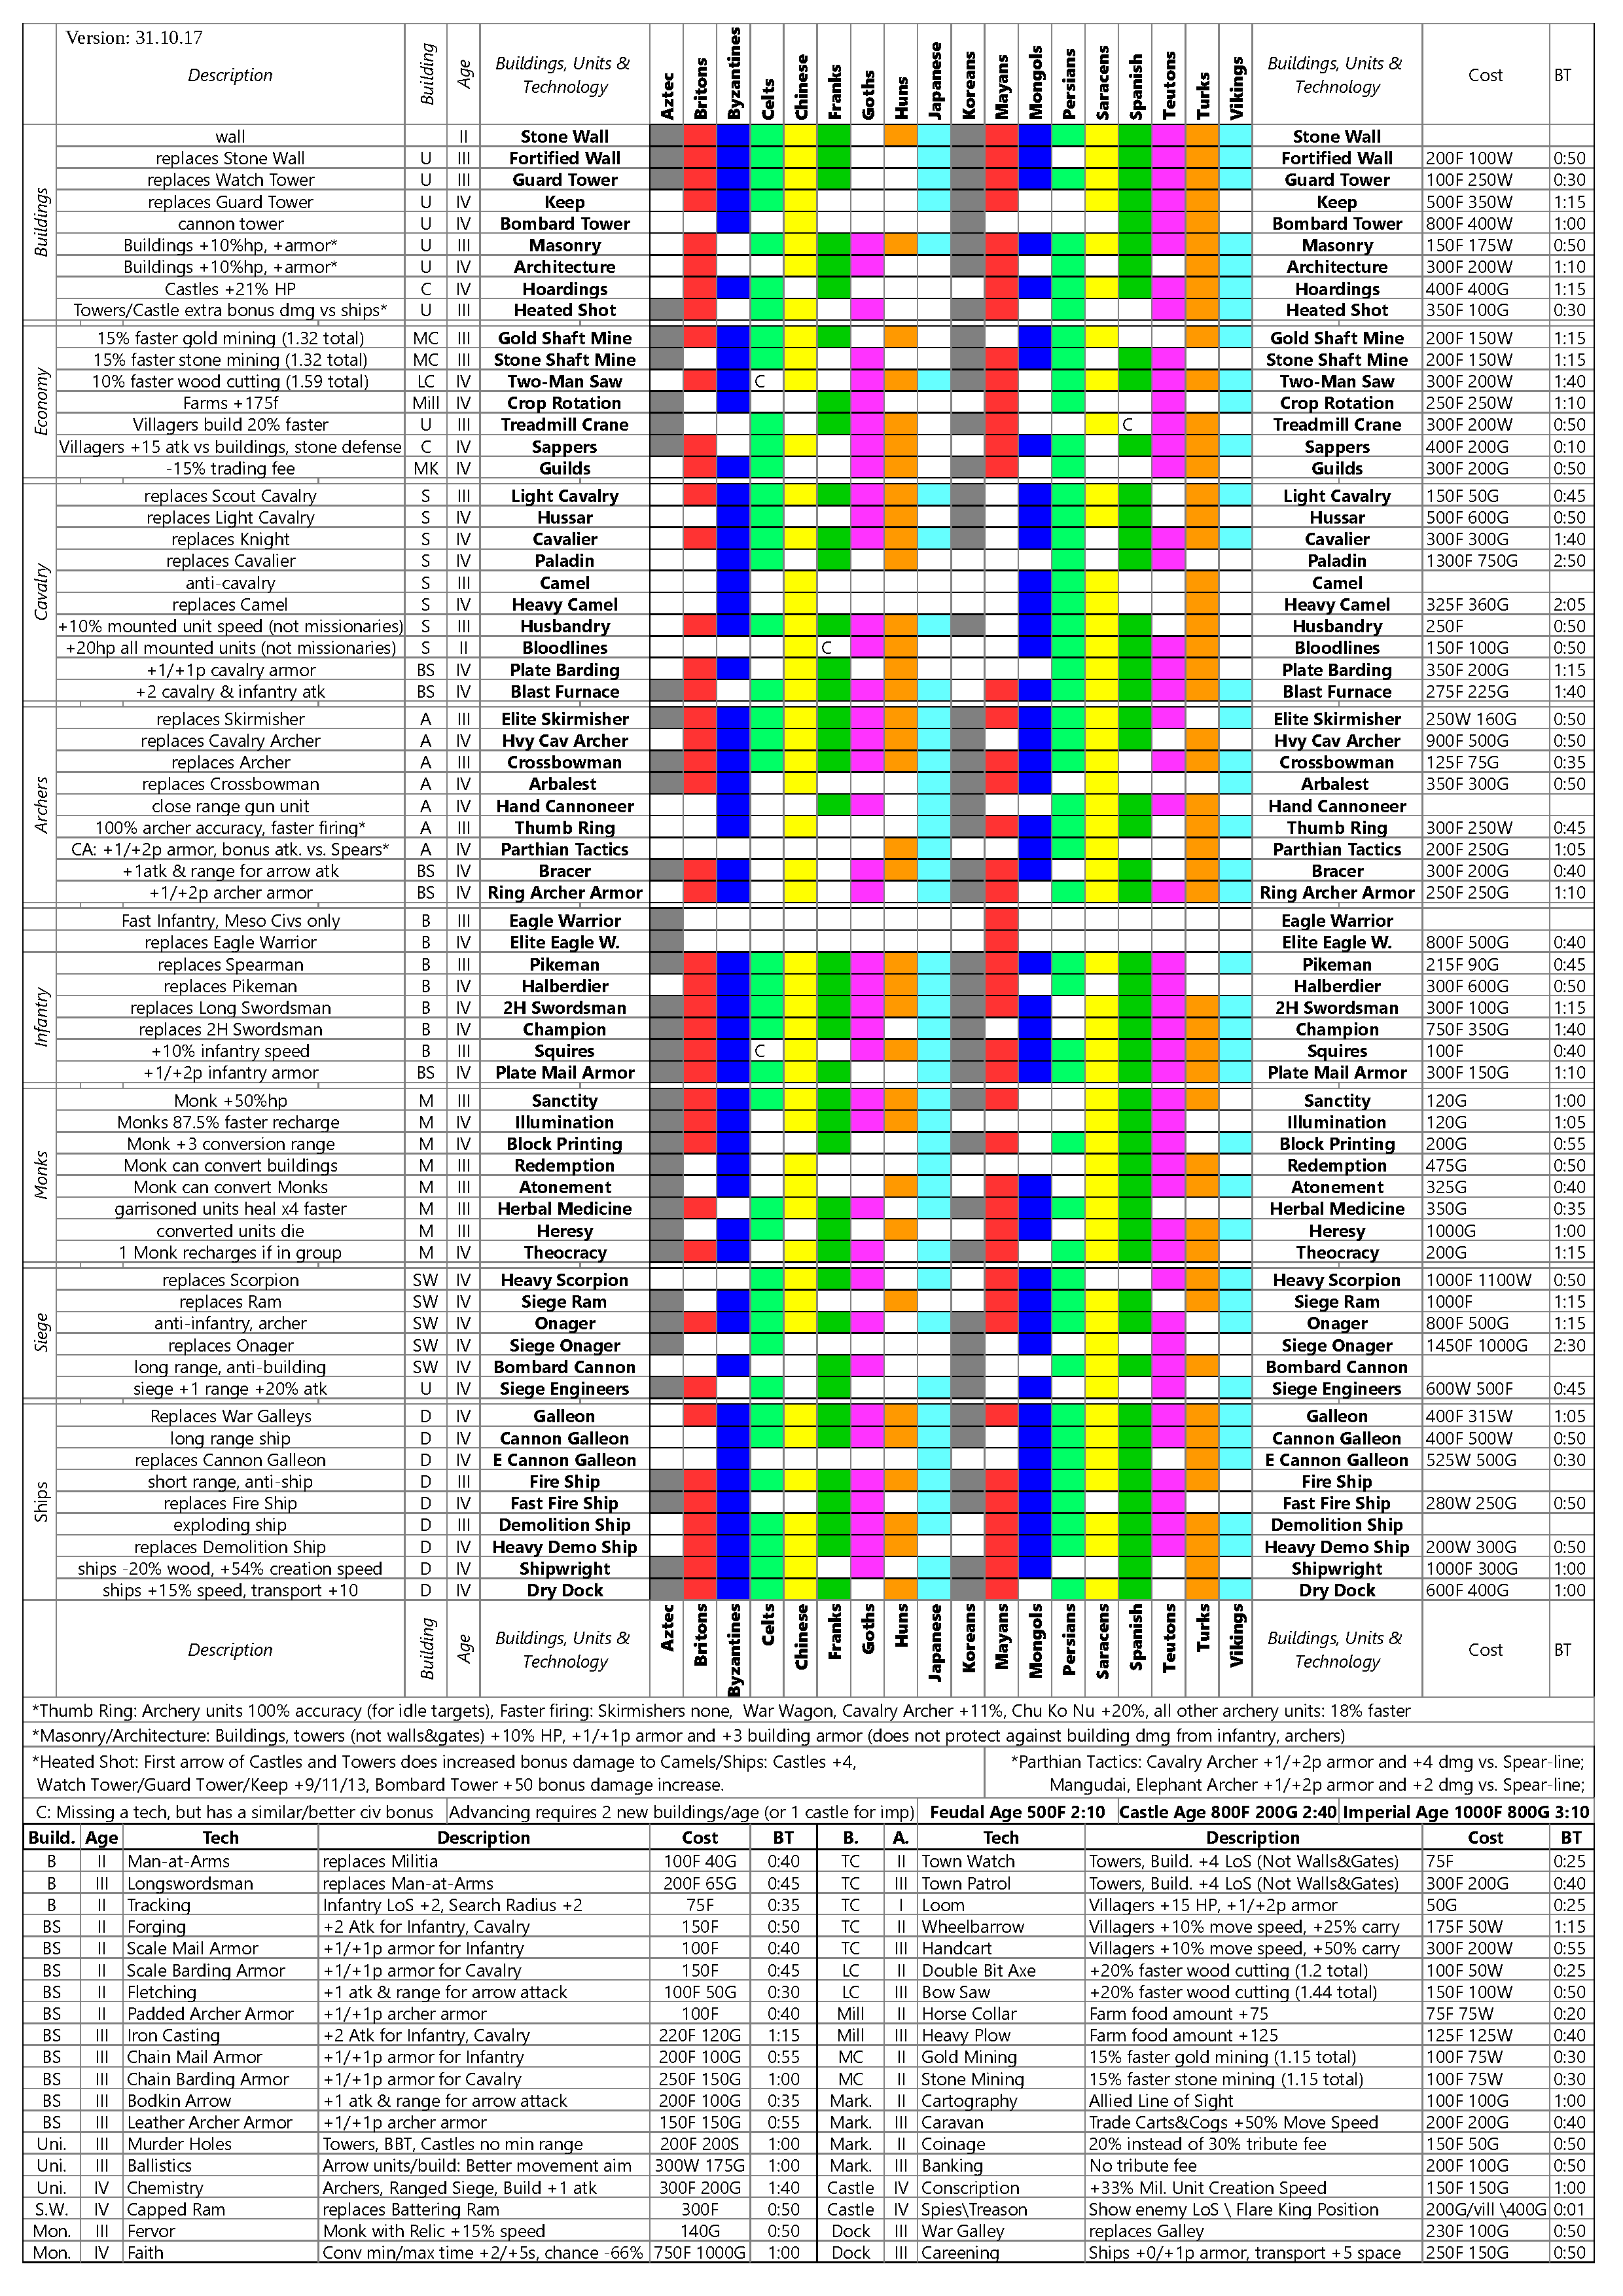 Version: 31.10.17
Description Building Age Buildings, Units & Technology Aztec Britons Byzantines Celts Chinese Franks Goths Huns Japanese Koreans Mayans Mongols Persians Saracens Spanish Teutons Turks Vikings Buildings, Units & Technology Cost BT
Buildings
wall II Stone Wall Stone Wall
replaces Stone Wall U III Fortified Wall Fortified Wall 200F 100W 0:50
replaces Watch Tower U III Guard Tower Guard Tower 100F 250W 0:30
replaces Guard Tower U IV Keep Keep 500F 350W 1:15
cannon tower U IV Bombard Tower Bombard Tower 800F 400W 1:00
Buildings +10%hp, +armor* U III Masonry Masonry 150F 175W 0:50
Buildings +10%hp, +armor* U IV Architecture Architecture 300F 200W 1:10
Castles +21% HP C IV Hoardings Hoardings 400F 400G 1:15
Towers/Castle extra bonus dmg vs ships* U III Heated Shot Heated Shot 350F 100G 0:30
Economy
15% faster gold mining (1.32 total) MC III Gold Shaft Mine Gold Shaft Mine 200F 150W 1:15
15% faster stone mining (1.32 total) MC III Stone Shaft Mine Stone Shaft Mine 200F 150W 1:15
10% faster wood cutting (1.59 total) LC IV Two-Man Saw C Two-Man Saw 300F 200W 1:40
Farms +175f Mill IV Crop Rotation Crop Rotation 250F 250W 1:10
Villagers build 20% faster U III Treadmill Crane C Treadmill Crane 300F 200W 0:50
Villagers +15 atk vs buildings, stone defense C IV Sappers Sappers 400F 200G 0:10
-15% trading fee MK IV Guilds Guilds 300F 200G 0:50
Cavalry
replaces Scout Cavalry S III Light Cavalry Light Cavalry 150F 50G 0:45
replaces Light Cavalry S IV Hussar Hussar 500F 600G 0:50
replaces Knight S IV Cavalier Cavalier 300F 300G 1:40
replaces Cavalier S IV Paladin Paladin 1300F 750G 2:50
anti-cavalry S III Camel Camel
replaces Camel S IV Heavy Camel Heavy Camel 325F 360G 2:05
+10% mounted unit speed (not missionaries) S III Husbandry Husbandry 250F 0:50
+20hp all mounted units (not missionaries) S II Bloodlines C Bloodlines 150F 100G 0:50
+1/+1p cavalry armor BS IV Plate Barding Plate Barding 350F 200G 1:15
+2 cavalry & infantry atk BS IV Blast Furnace Blast Furnace 275F 225G 1:40
Archers
replaces Skirmisher A III Elite Skirmisher Elite Skirmisher 250W 160G 0:50
replaces Cavalry Archer A IV Hvy Cav Archer Hvy Cav Archer 900F 500G 0:50
replaces Archer A III Crossbowman Crossbowman 125F 75G 0:35
replaces Crossbowman A IV Arbalest Arbalest 350F 300G 0:50
close range gun unit A IV Hand Cannoneer Hand Cannoneer
100% archer accuracy, faster firing* A III Thumb Ring Thumb Ring 300F 250W 0:45
CA: +1/+2p armor, bonus atk. vs. Spears* A IV Parthian Tactics Parthian Tactics 200F 250G 1:05
+1atk & range for arrow atk BS IV Bracer Bracer 300F 200G 0:40
+1/+2p archer armor BS IV Ring Archer Armor Ring Archer Armor 250F 250G 1:10
Infantry
Fast Infantry, Meso Civs only B III Eagle Warrior Eagle Warrior
replaces Eagle Warrior B IV Elite Eagle W. Elite Eagle W. 800F 500G 0:40
replaces Spearman B III Pikeman Pikeman 215F 90G 0:45
replaces Pikeman B IV Halberdier Halberdier 300F 600G 0:50
replaces Long Swordsman B IV 2H Swordsman 2H Swordsman 300F 100G 1:15
replaces 2H Swordsman B IV Champion Champion 750F 350G 1:40
+10% infantry speed B III Squires C Squires 100F 0:40
+1/+2p infantry armor BS IV Plate Mail Armor Plate Mail Armor 300F 150G 1:10
Monks
Monk +50%hp M III Sanctity Sanctity 120G 1:00
Monks 87.5% faster recharge M IV Illumination Illumination 120G 1:05
Monk +3 conversion range M IV Block Printing Block Printing 200G 0:55
Monk can convert buildings M III Redemption Redemption 475G 0:50
Monk can convert Monks M III Atonement Atonement 325G 0:40
garrisoned units heal x4 faster M III Herbal Medicine Herbal Medicine 350G 0:35
converted units die M III Heresy Heresy 1000G 1:00
1 Monk recharges if in group M IV Theocracy Theocracy 200G 1:15
Siege
replaces Scorpion SW IV Heavy Scorpion Heavy Scorpion 1000F 1100W 0:50
replaces Ram SW IV Siege Ram Siege Ram 1000F 1:15
anti-infantry, archer SW IV Onager Onager 800F 500G 1:15
replaces Onager SW IV Siege Onager Siege Onager 1450F 1000G 2:30
long range, anti-building SW IV Bombard Cannon Bombard Cannon
siege +1 range +20% atk U IV Siege Engineers Siege Engineers 600W 500F 0:45
Ships
Replaces War Galleys D IV Galleon Galleon 400F 315W 1:05
long range ship D IV Cannon Galleon Cannon Galleon 400F 500W 0:50
replaces Cannon Galleon D IV E Cannon Galleon E Cannon Galleon 525W 500G 0:30
short range, anti-ship D III Fire Ship Fire Ship
replaces Fire Ship D IV Fast Fire Ship Fast Fire Ship 280W 250G 0:50
exploding ship D III Demolition Ship Demolition Ship
replaces Demolition Ship D IV Heavy Demo Ship Heavy Demo Ship 200W 300G 0:50
ships -20% wood, +54% creation speed D IV Shipwright Shipwright 1000F 300G 1:00
ships +15% speed, transport +10 D IV Dry Dock Dry Dock 600F 400G 1:00
Description Building Age Buildings, Units & Technology Aztec Britons Byzantines Celts Chinese Franks Goths Huns Japanese Koreans Mayans Mongols Persians Saracens Spanish Teutons Turks Vikings Buildings, Units & Technology Cost BT
*Thumb Ring: Archery units 100% accuracy (for idle targets), Faster firing: Skirmishers none, War Wagon, Cavalry Archer +11%, Chu Ko Nu +20%, all other archery units: 18% faster
*Masonry/Architecture: Buildings, towers (not walls&gates) +10% HP, +1/+1p armor and +3 building armor (does not protect against building dmg from infantry, archers)
*Heated Shot: First arrow of Castles and Towers does increased bonus damage to Camels/Ships: Castles +4,
Watch Tower/Guard Tower/Keep +9/11/13, Bombard Tower +50 bonus damage increase.
*Parthian Tactics: Cavalry Archer +1/+2p armor and +4 dmg vs. Spear-line;
Mangudai, Elephant Archer +1/+2p armor and +2 dmg vs. Spear-line;
C: Missing a tech, but has a similar/better civ bonus Advancing requires 2 new buildings/age (or 1 castle for imp) Feudal Age 500F 2:10 Castle Age 800F 200G 2:40 Imperial Age 1000F 800G 3:10
Build. Age Tech Description Cost BT B. A. Tech Description Cost BT
B II Man-at-Arms replaces Militia 100F 40G 0:40 TC II Town Watch Towers, Build. +4 LoS (Not Walls&Gates) 75F 0:25
B III Longswordsman replaces Man-at-Arms 200F 65G 0:45 TC III Town Patrol Towers, Build. +4 LoS (Not Walls&Gates) 300F 200G 0:40
B II Tracking Infantry LoS +2, Search Radius +2 75F 0:35 TC I Loom Villagers +15 HP, +1/+2p armor 50G 0:25
BS II Forging +2 Atk for Infantry, Cavalry 150F 0:50 TC II Wheelbarrow Villagers +10% move speed, +25% carry 175F 50W 1:15
BS II Scale Mail Armor +1/+1p armor for Infantry 100F 0:40 TC III Handcart Villagers +10% move speed, +50% carry 300F 200W 0:55
BS II Scale Barding Armor +1/+1p armor for Cavalry 150F 0:45 LC II Double Bit Axe +20% faster wood cutting (1.2 total) 100F 50W 0:25
BS II Fletching +1 atk & range for arrow attack 100F 50G 0:30 LC III Bow Saw +20% faster wood cutting (1.44 total) 150F 100W 0:50
BS II Padded Archer Armor +1/+1p archer armor 100F 0:40 Mill II Horse Collar Farm food amount +75 75F 75W 0:20
BS III Iron Casting +2 Atk for Infantry, Cavalry 220F 120G 1:15 Mill III Heavy Plow Farm food amount +125 125F 125W 0:40
BS III Chain Mail Armor +1/+1p armor for Infantry 200F 100G 0:55 MC II Gold Mining 15% faster gold mining (1.15 total) 100F 75W 0:30
BS III Chain Barding Armor +1/+1p armor for Cavalry 250F 150G 1:00 MC II Stone Mining 15% faster stone mining (1.15 total) 100F 75W 0:30
BS III Bodkin Arrow +1 atk & range for arrow attack 200F 100G 0:35 Mark. II Cartography Allied Line of Sight 100F 100G 1:00
BS III Leather Archer Armor +1/+1p archer armor 150F 150G 0:55 Mark. III Caravan Trade Carts&Cogs +50% Move Speed 200F 200G 0:40
Uni. III Murder Holes Towers, BBT, Castles no min range 200F 200S 1:00 Mark. II Coinage 20% instead of 30% tribute fee 150F 50G 0:50
Uni. III Ballistics Arrow units/build: Better movement aim 300W 175G 1:00 Mark. III Banking No tribute fee 200F 100G 0:50
Uni. IV Chemistry Archers, Ranged Siege, Build +1 atk 300F 200G 1:40 Castle IV Conscription +33% Mil. Unit Creation Speed 150F 150G 1:00
S.W. IV Capped Ram replaces Battering Ram 300F 0:50 Castle IV Spies\Treason Show enemy LoS \ Flare King Position 200G/vill \400G 0:01
Mon. III Fervor Monk with Relic +15% speed 140G 0:50 Dock III War Galley replaces Galley 230F 100G 0:50
Mon. IV Faith Conv min/max time +2/+5s, chance -66% 750F 1000G 1:00 Dock III Careening Ships +0/+1p armor, transport +5 space 250F 150G 0:50